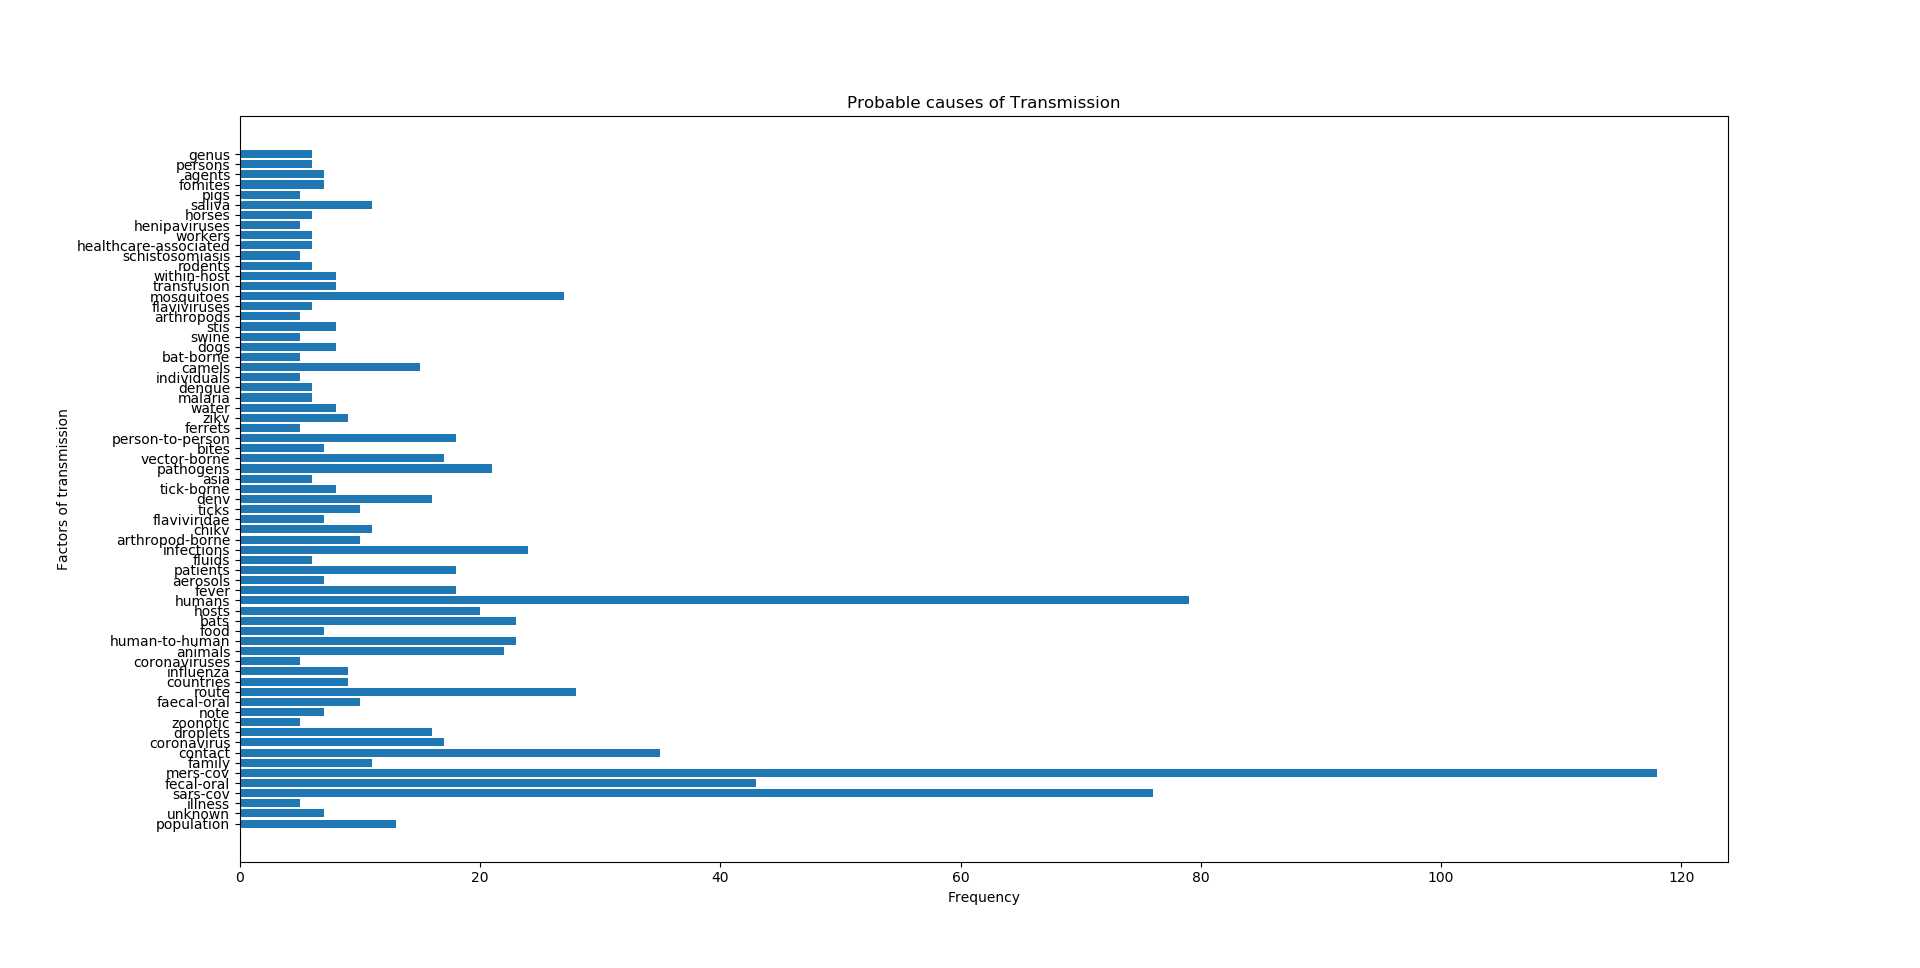 Probable causes of Transmission
genus
persons
agents
fomites
pigs
saliva
horses
henipaviruses
workers
healthcare-associated
schistosomiasis
rodents
within-host
transfusion
mosquitoes
flaviviruses
arthropods
stis
swine
dogs
bat-borne
camels
individuals
dengue
malaria
water
zikv
ferrets
person-to-person
bites
vector-borne
pathogens
asia
tick-borne
denv
ticks
flaviviridae
chikv
arthropod-borne
infections
fluids
patients
aerosols
fever
humans
hosts
bats
food
human-to-human
animals
coronaviruses
influenza
countries
route
faecal-oral
note
zoonotic
droplets
coronavirus
contact
family
mers-cov
fecal-oral
sars-cov
illness
unknown
population
Factors of transmission
0 20 40 60 80 100 120
Frequency